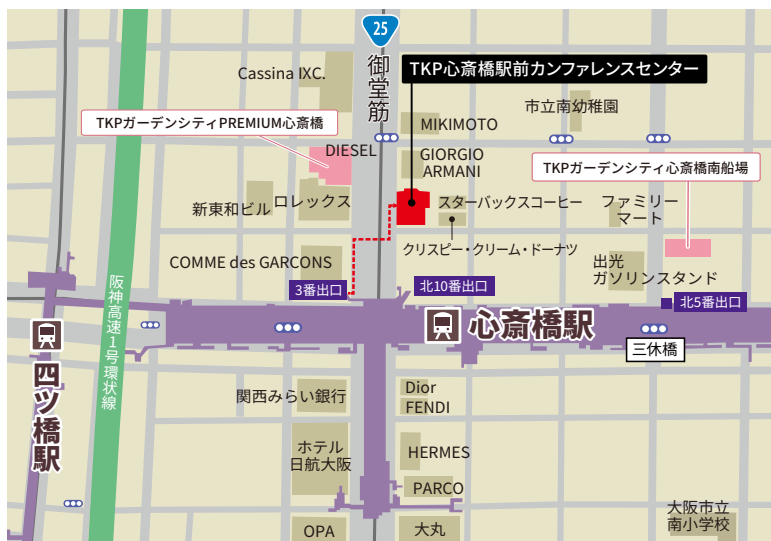 25
御堂筋
TKP心斎橋駅前カンファレンスセンター
Cassina IXC.
市立南幼稚園
TKPガーデンシティPREMIUM心斎橋
MIKIMOTO
DIESEL
GIORGIO
ARMANI
TKPガーデンシティ心斎橋南船場
新東和ビル
ロレックス
スターバックスコーヒー
ファミリー
マート
クリスピー・クリーム・ドーナツ
COMME des GARCONS
出光
ガソリンスタンド
3番出口
北10番出口
北5番出口
阪神高速1号環状線
心斎橋駅
三休橋
四ツ橋駅
関西みらい銀行
Dior
FENDI
ホテル
日航大阪
HERMES
PARCO
大阪市立
南小学校
OPA
大丸